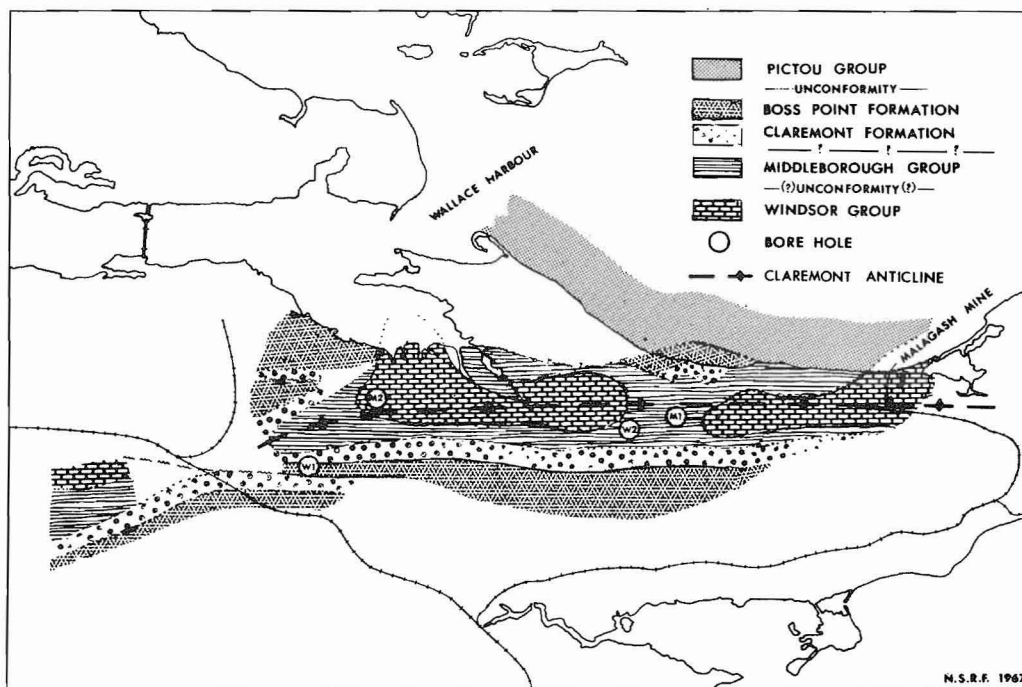 PICTOU GROUP
UNCONFORMITY
BOSS POINT FORMATION
CLAREMONT FORMATION
? ? ?
MIDDLEBOROUGH GROUP
(?)UNCONFORMITY(?)
WINDSOR GROUP
BORE HOLE
CLAREMONT ANTICLINE
WALLACE HARBOUR
MALAGASH MINE
M2
M1
W2
W1
N.S.R.F. 1967